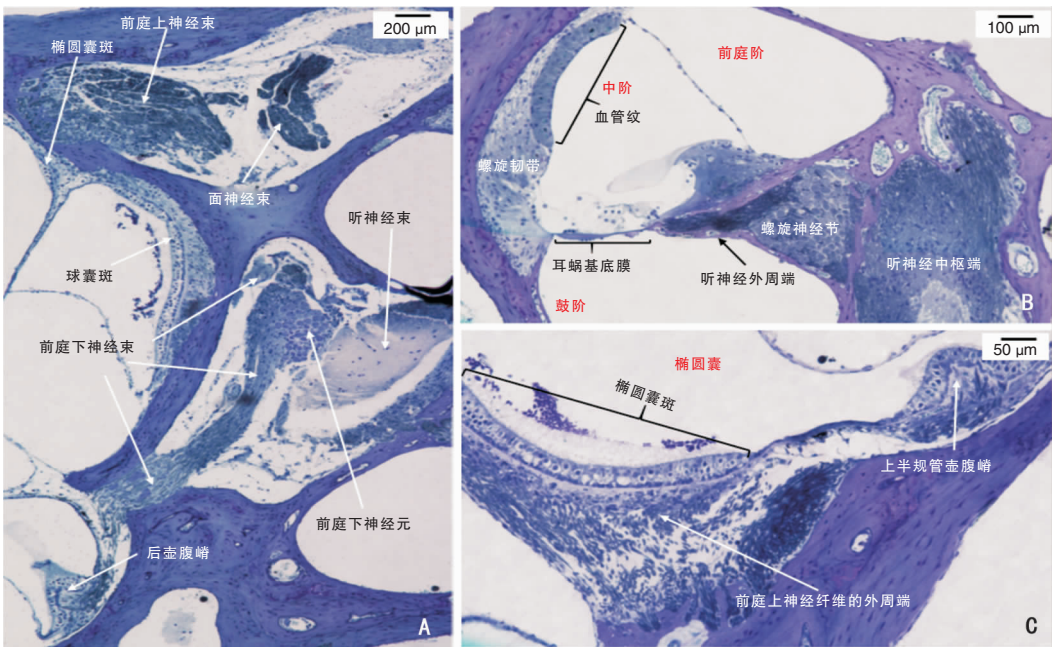 200 μm
前庭上神经束
椭圆囊斑
面神经束
听神经束
球囊斑
前庭下神经束
前庭下神经元
后壶腹嵴
A
100 μm
前庭阶
中阶
血管纹
螺旋韧带
螺旋神经节
耳蜗基底膜
听神经外周端
听神经中枢端
鼓阶
B
50 μm
椭圆囊
椭圆囊斑
上半规管壶腹嵴
前庭上神经纤维的外周端
C